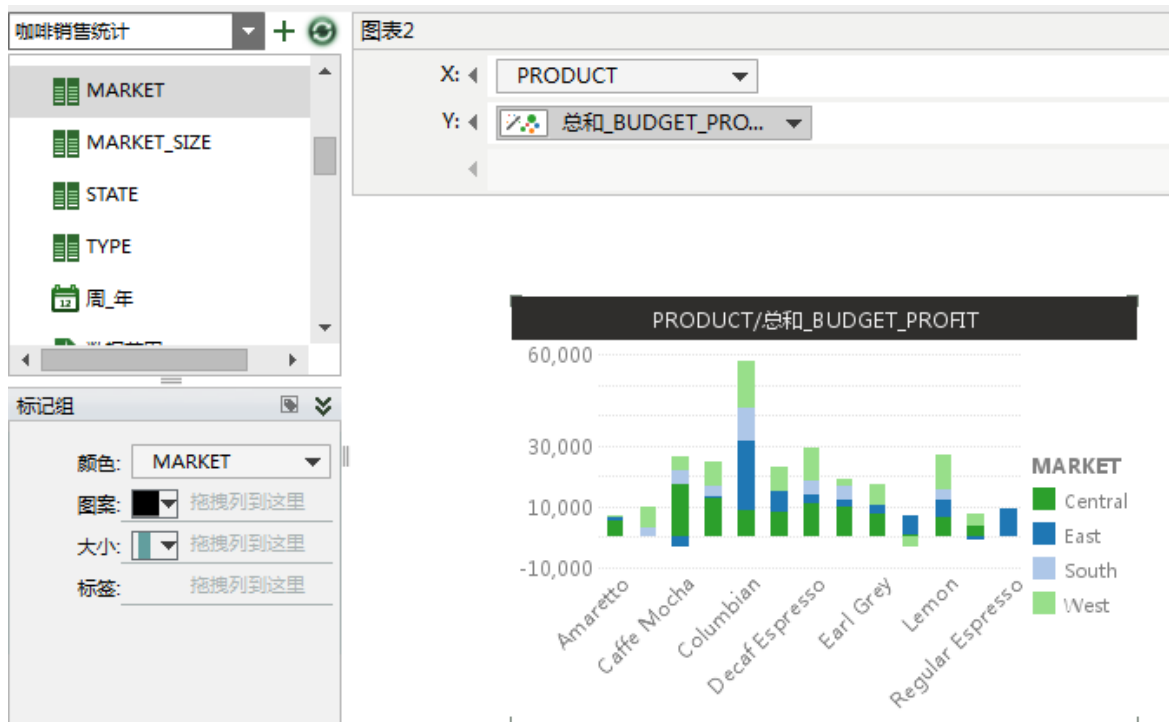 咖啡销售统计
MARKET
MARKET_SIZE
STATE
TYPE
12 周_年
标记组
颜色: MARKET
图案: 拖拽列到这里
大小: 拖拽列到这里
标签: 拖拽列到这里
图表2
X: PRODUCT
Y: 总和_BUDGET_PRO...
PRODUCT/总和_BUDGET_PROFIT
60,000
30,000
10,000
-10,000
Amaretto
Caffe Mocha
Columbian
Decaf Espresso
Earl Grey
Lemon
Regular Espresso
MARKET
Central
East
South
West